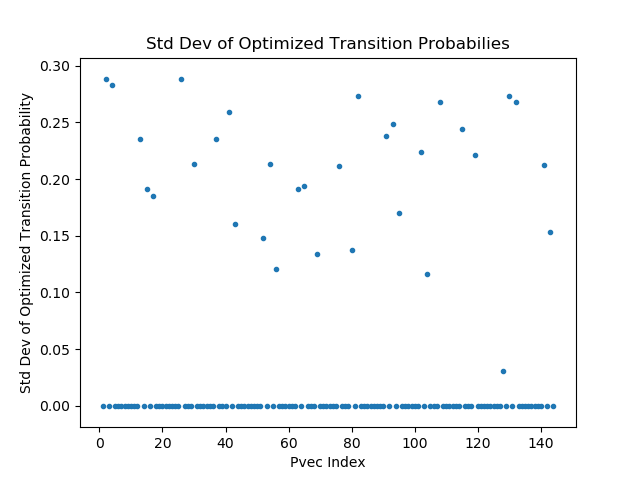 Std Dev of Optimized Transition Probabilies
Std Dev of Optimized Transition Probability
0.30
0.25
0.20
0.15
0.10
0.05
0.00
0 20 40 60 80 100 120 140
Pvec Index